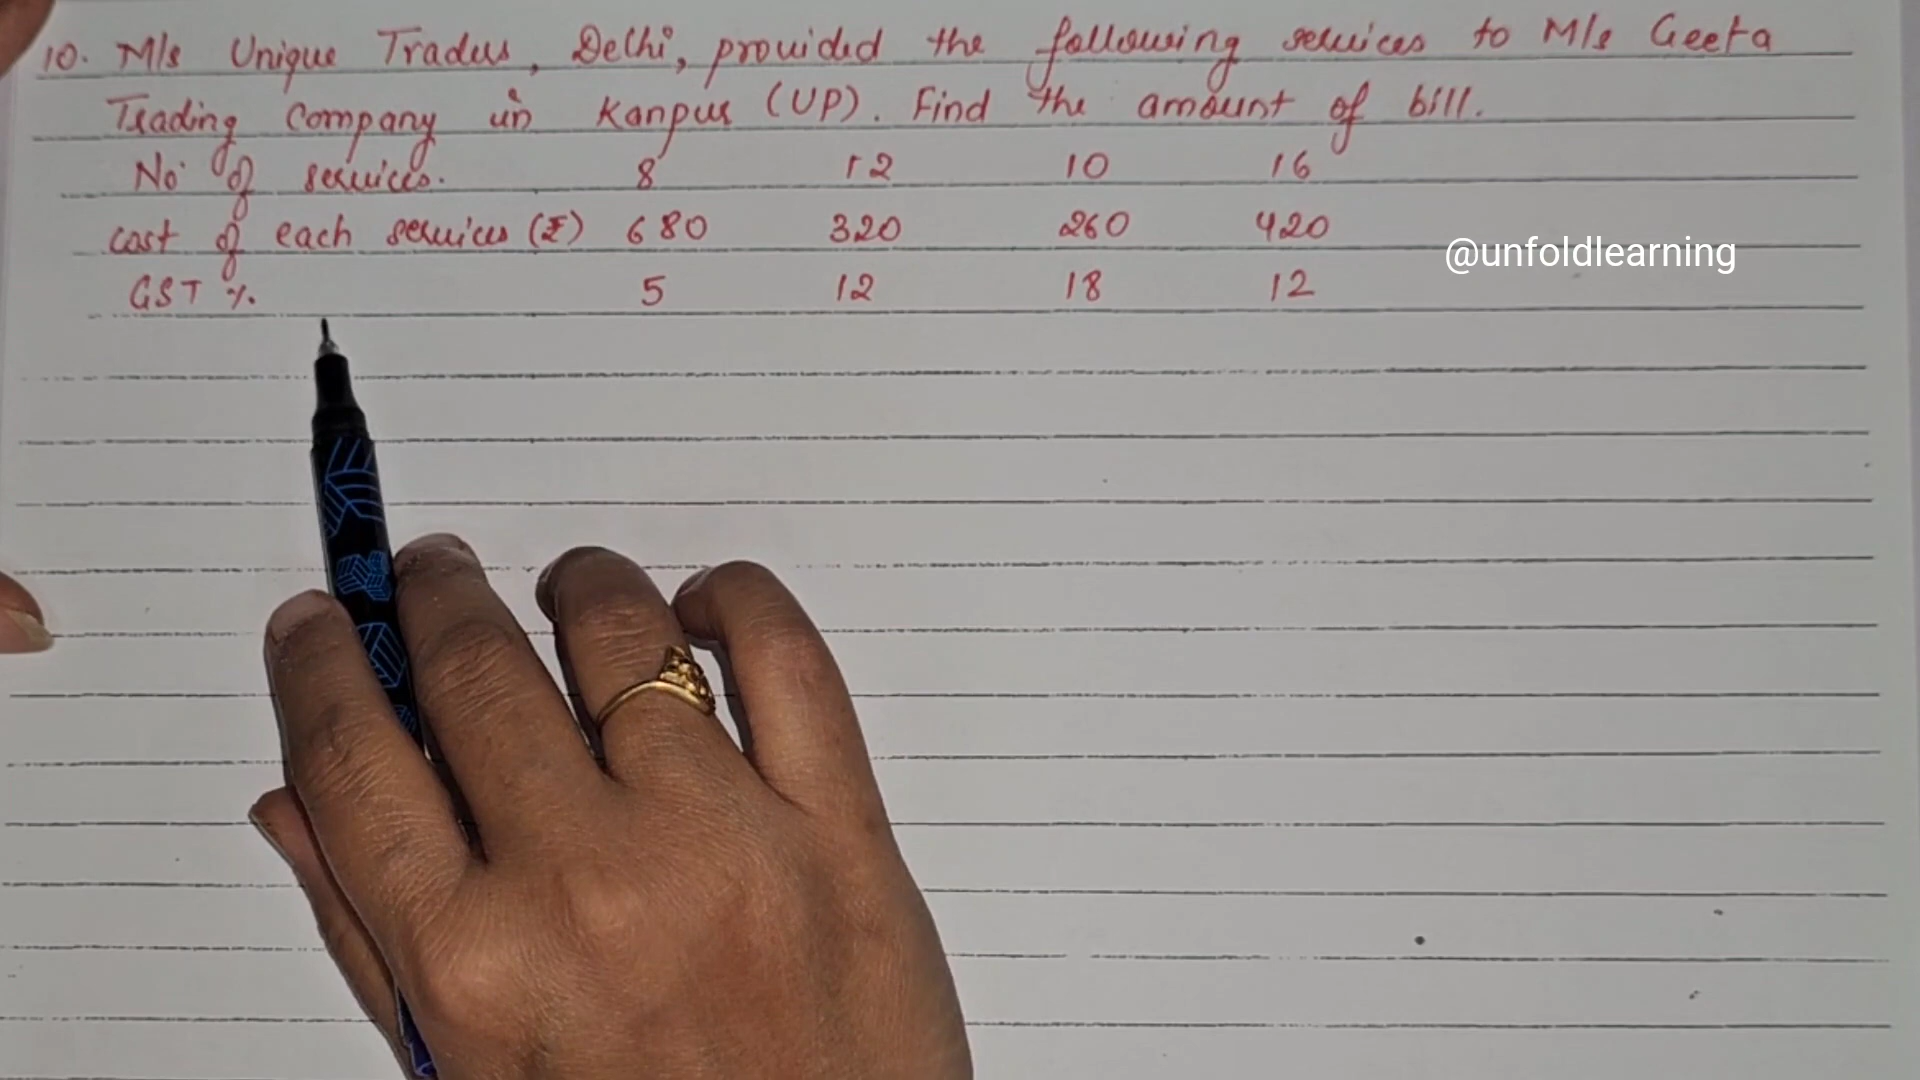 10. M/s Unique Traders, Delhi, provided the following services to M/s Geeta
Trading Company in Kanpur (UP). Find the amount of bill.
No of services. 8 12 10 16
cost of each services (₹) 680 320 260 420
@unfoldlearning
GST %. 5 12 18 12